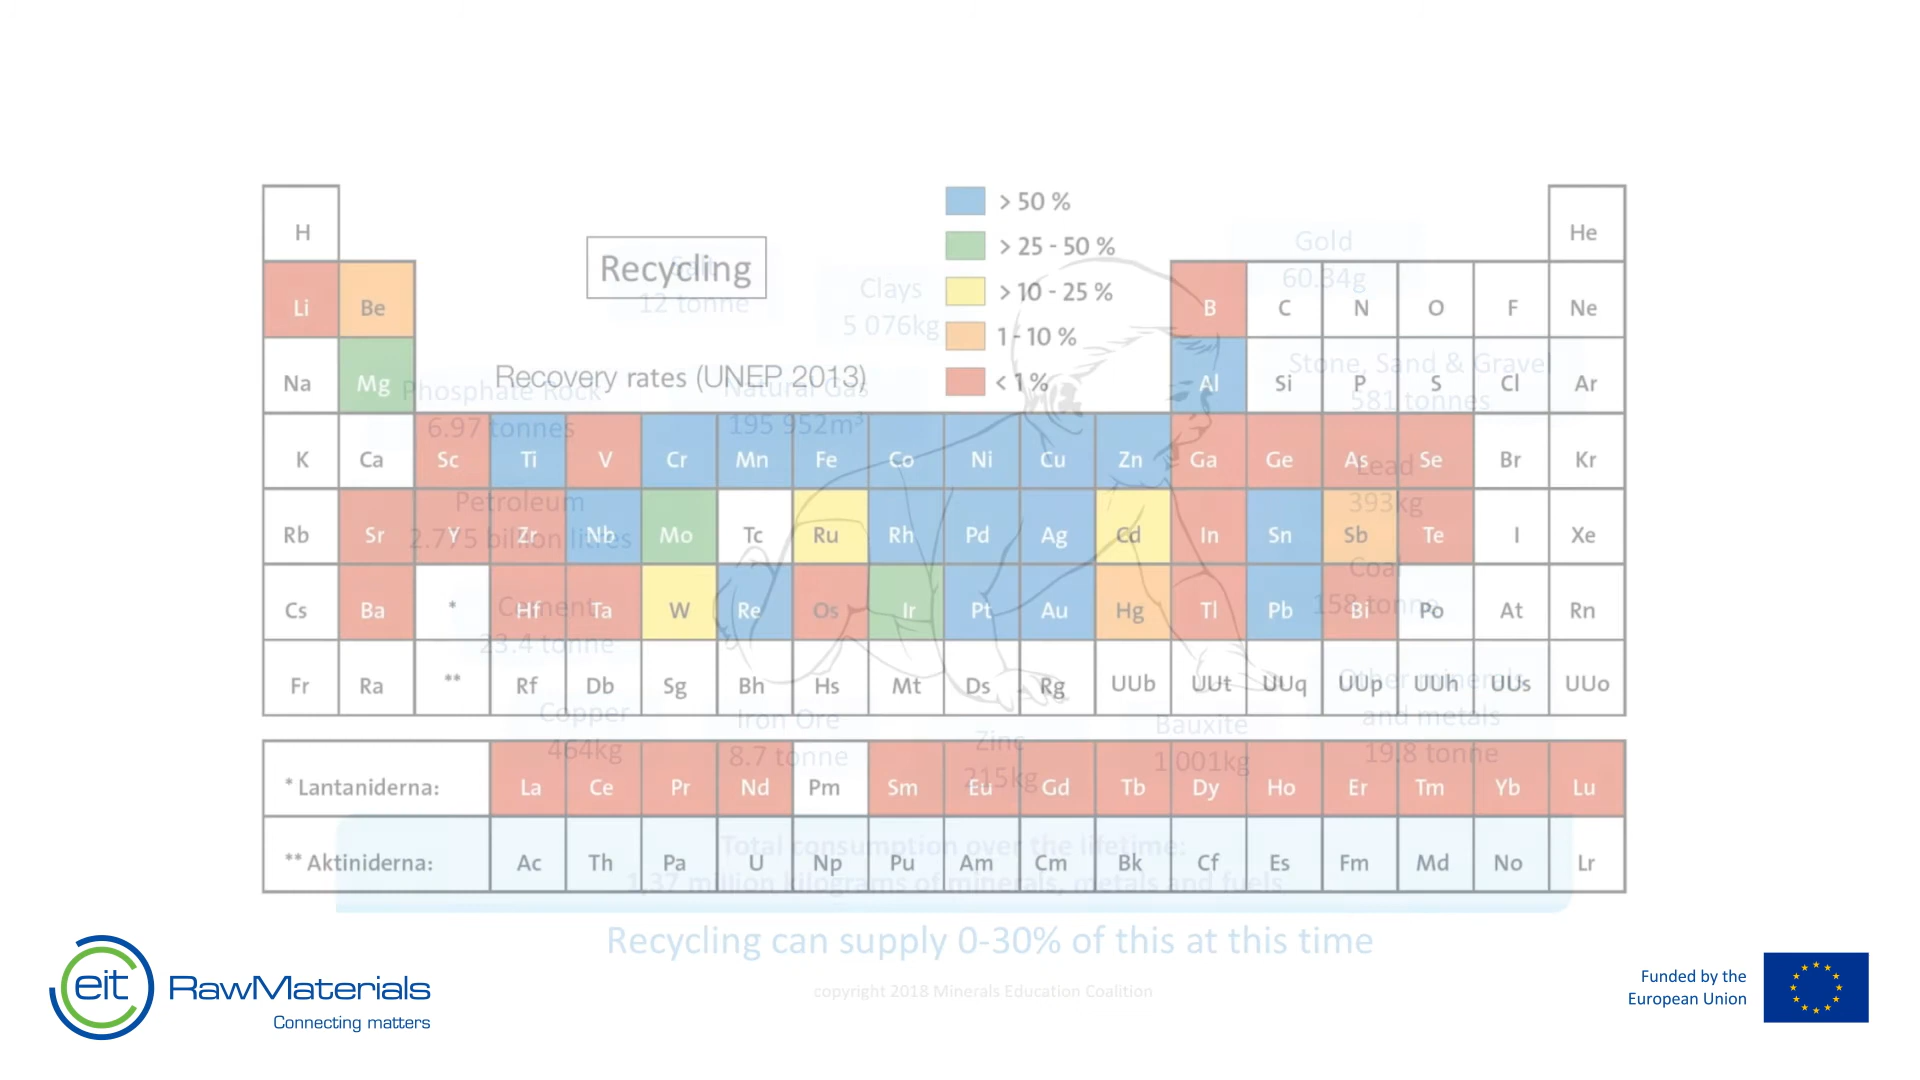 > 50 %
> 25 - 50 %
> 10 - 25 %
1 - 10 %
< 1 %
Recycling
Recovery rates (UNEP 2013)
H He
Li Be B C N O F Ne
Na Mg Al Si P S Cl Ar
K Ca Sc Ti V Cr Mn Fe Co Ni Cu Zn Ga Ge As Se Br Kr
Rb Sr Y Zr Nb Mo Tc Ru Rh Pd Ag Cd In Sn Sb Te I Xe
Cs Ba * Hf Ta W Re Os Ir Pt Au Hg Tl Pb Bi Po At Rn
Fr Ra ** Rf Db Sg Bh Hs Mt Ds Rg UUb UUt UUq UUp UUh UUs UUo
* Lantaniderna: La Ce Pr Nd Pm Sm Eu Gd Tb Dy Ho Er Tm Yb Lu
** Aktiniderna: Ac Th Pa U Np Pu Am Cm Bk Cf Es Fm Md No Lr
12 tonne
Clays
5 076kg
Gold
60.34g
Phosphate Rock
6.97 tonnes
Natural Gas
195 952m³
Stone, Sand & Gravel
581 tonnes
Petroleum
2.775 billion litres
Lead
393kg
Cement
23.4 tonne
Coal
158 tonne
Copper
464kg
Iron Ore
8.7 tonne
Zinc
215kg
Bauxite
1 001kg
Other minerals
and metals
19.8 tonne
Total consumption over the lifetime:
1,37 million kilograms of minerals, metals and fuels
Recycling can supply 0-30% of this at this time
copyright 2018 Minerals Education Coalition
eit RawMaterials
Connecting matters
Funded by the
European Union